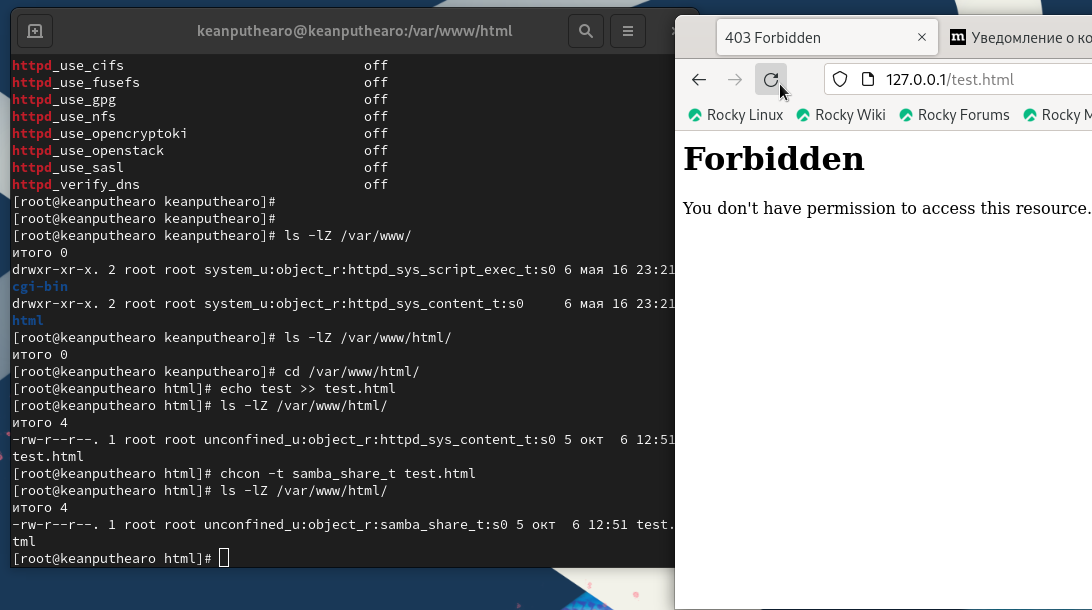 keanputhearo@keanputhearo:/var/www/html
httpd_use_cifs off
httpd_use_fusefs off
httpd_use_gpg off
httpd_use_nfs off
httpd_use_opencryptoki off
httpd_use_openstack off
httpd_use_sasl off
httpd_verify_dns off
[root@keanputhearo keanputhearo]#
[root@keanputhearo keanputhearo]#
[root@keanputhearo keanputhearo]# ls -lZ /var/www/
итого 0
drwxr-xr-x. 2 root root system_u:object_r:httpd_sys_script_exec_t:s0 6 мая 16 23:21
cgi-bin
drwxr-xr-x. 2 root root system_u:object_r:httpd_sys_content_t:s0 6 мая 16 23:21
html
[root@keanputhearo keanputhearo]# ls -lZ /var/www/html/
итого 0
[root@keanputhearo keanputhearo]# cd /var/www/html/
[root@keanputhearo html]# echo test >> test.html
[root@keanputhearo html]# ls -lZ /var/www/html/
итого 4
-rw-r--r--. 1 root root unconfined_u:object_r:httpd_sys_content_t:s0 5 окт 6 12:51
test.html
[root@keanputhearo html]# chcon -t samba_share_t test.html
[root@keanputhearo html]# ls -lZ /var/www/html/
итого 4
-rw-r--r--. 1 root root unconfined_u:object_r:samba_share_t:s0 5 окт 6 12:51 test.
tml
[root@keanputhearo html]#
403 Forbidden
m Уведомление о ко
127.0.0.1/test.html
Rocky Linux Rocky Wiki Rocky Forums Rocky M
Forbidden
You don't have permission to access this resource.